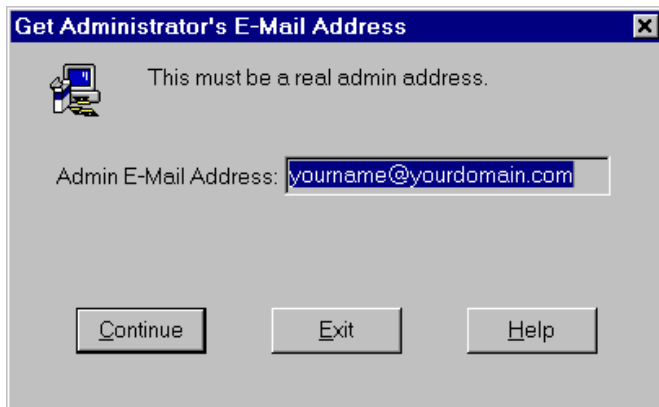 Get Administrator's E-Mail Address
This must be a real admin address.
Admin E-Mail Address: yourname@yourdomain.com
Continue Exit Help